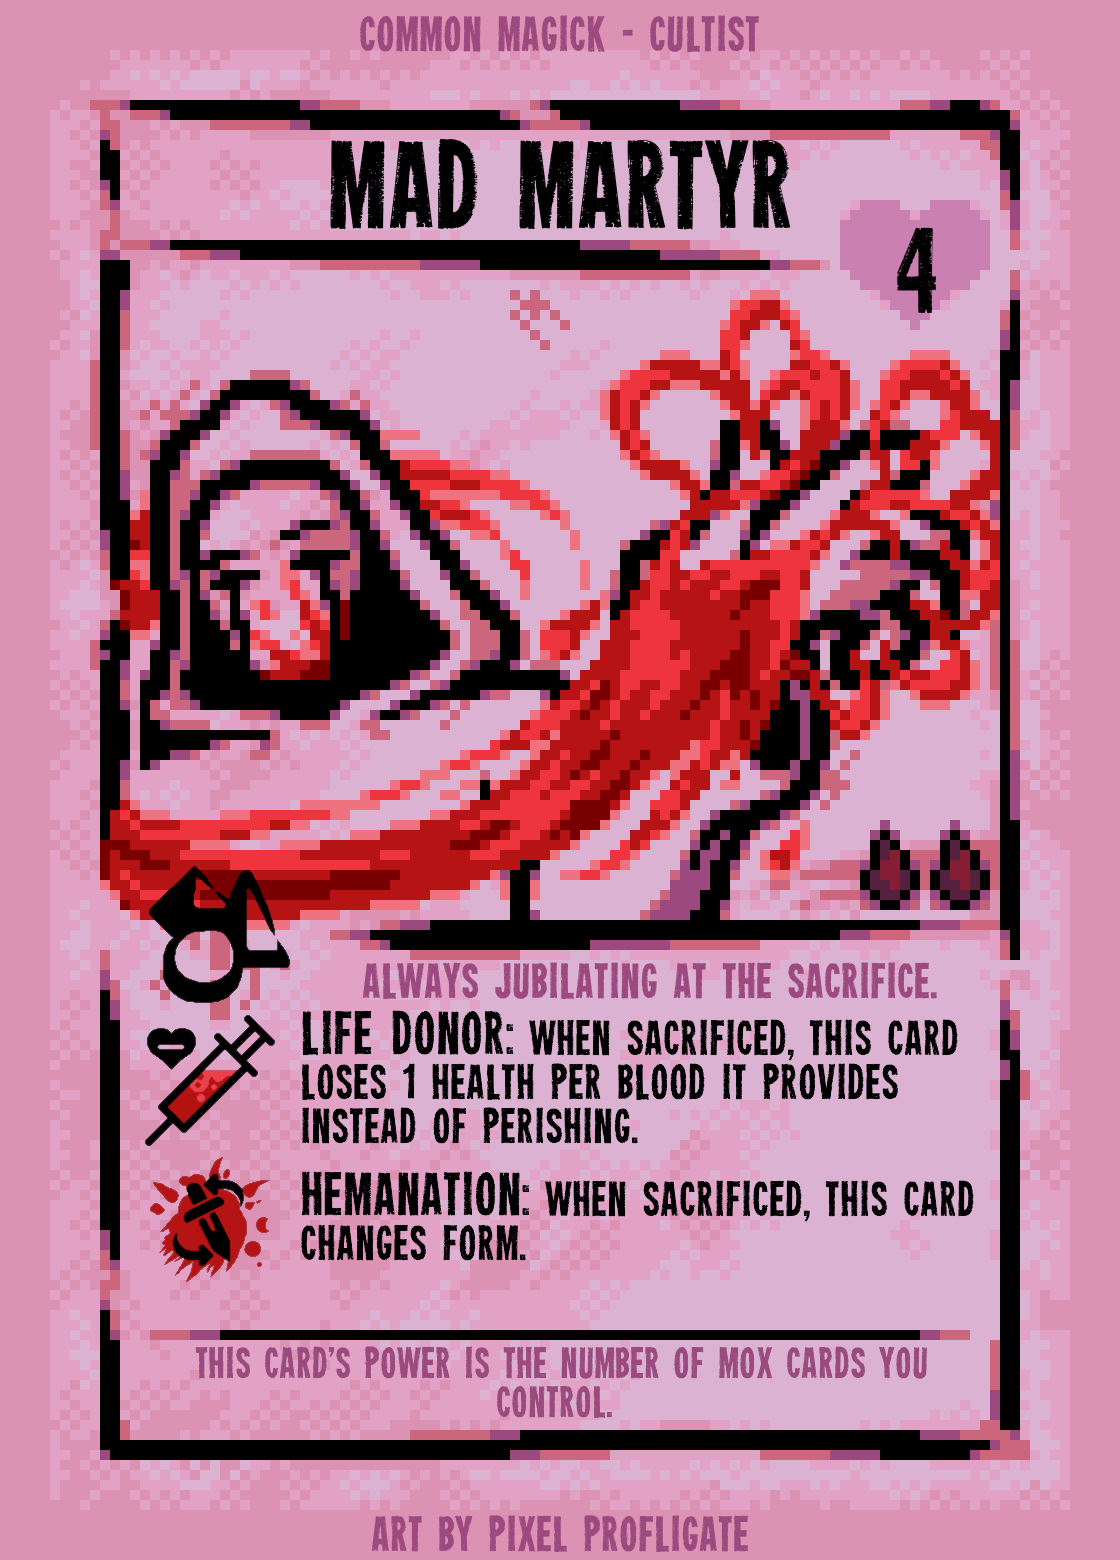 COMMON MAGICK - CULTIST
MAD MARTYR
4
ALWAYS JUBILATING AT THE SACRIFICE.
LIFE DONOR: WHEN SACRIFICED, THIS CARD
LOSES 1 HEALTH PER BLOOD IT PROVIDES
INSTEAD OF PERISHING.
HEMANATION: WHEN SACRIFICED, THIS CARD
CHANGES FORM.
THIS CARD'S POWER IS THE NUMBER OF MOX CARDS YOU
CONTROL.
ART BY PIXEL PROFLIGATE